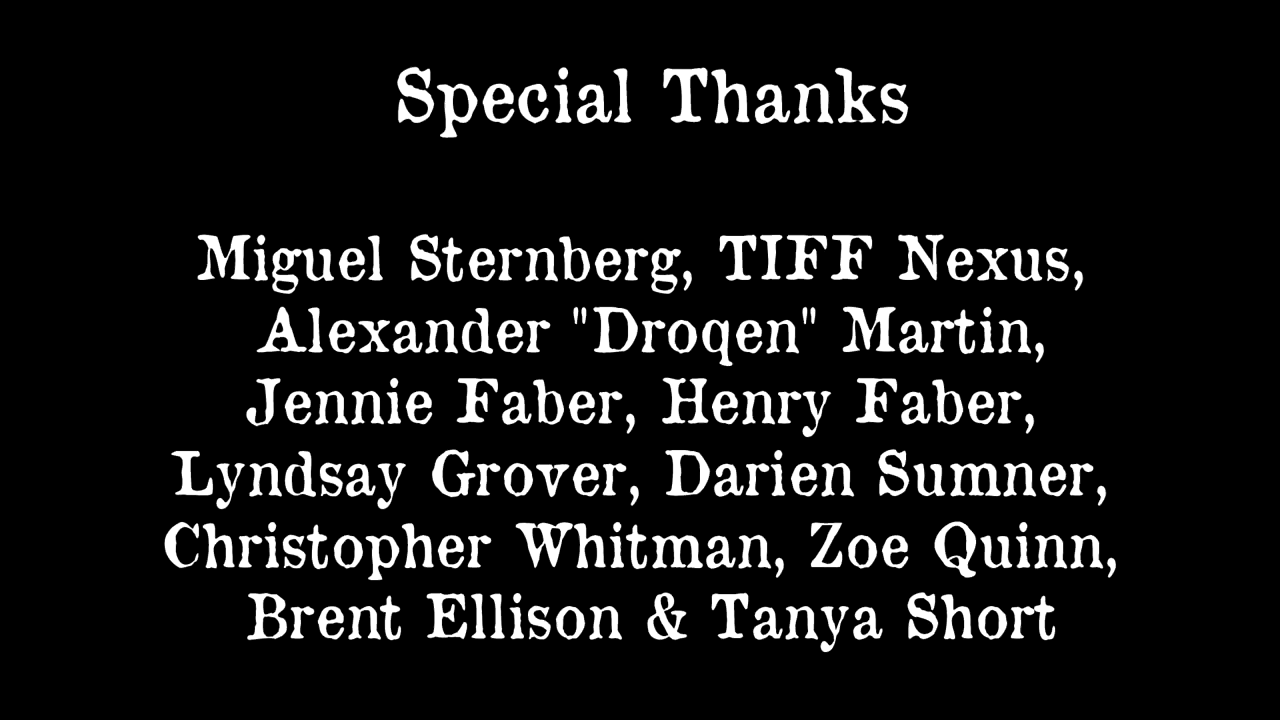 Special Thanks
Miguel Sternberg, TIFF Nexus,
Alexander "Droqen" Martin,
Jennie Faber, Henry Faber,
Lyndsay Grover, Darien Sumner,
Christopher Whitman, Zoe Quinn,
Brent Ellison & Tanya Short